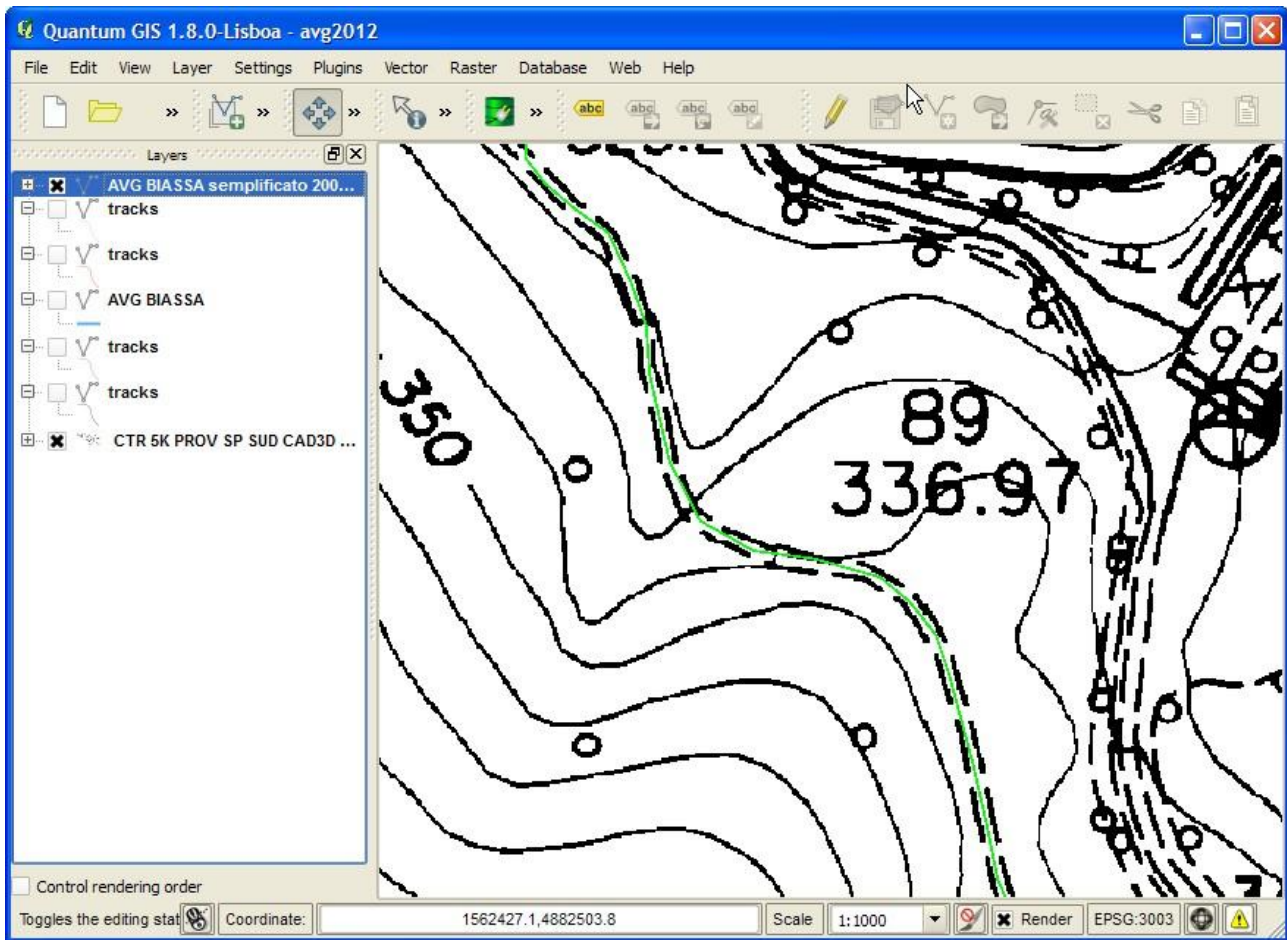 Quantum GIS 1.8.0-Lisboa - avg2012
File Edit View Layer Settings Plugins Vector Raster Database Web Help
» » » » » abc abc abc abc
Layers
AVG BIASSA semplificato 200...
tracks
tracks
AVG BIASSA
tracks
tracks
CTR 5K PROV SP SUD CAD3D ...
350
89
336.97
Control rendering order
Toggles the editing stat Coordinate: 1562427.1,4882503.8 Scale 1:1000 Render EPSG:3003